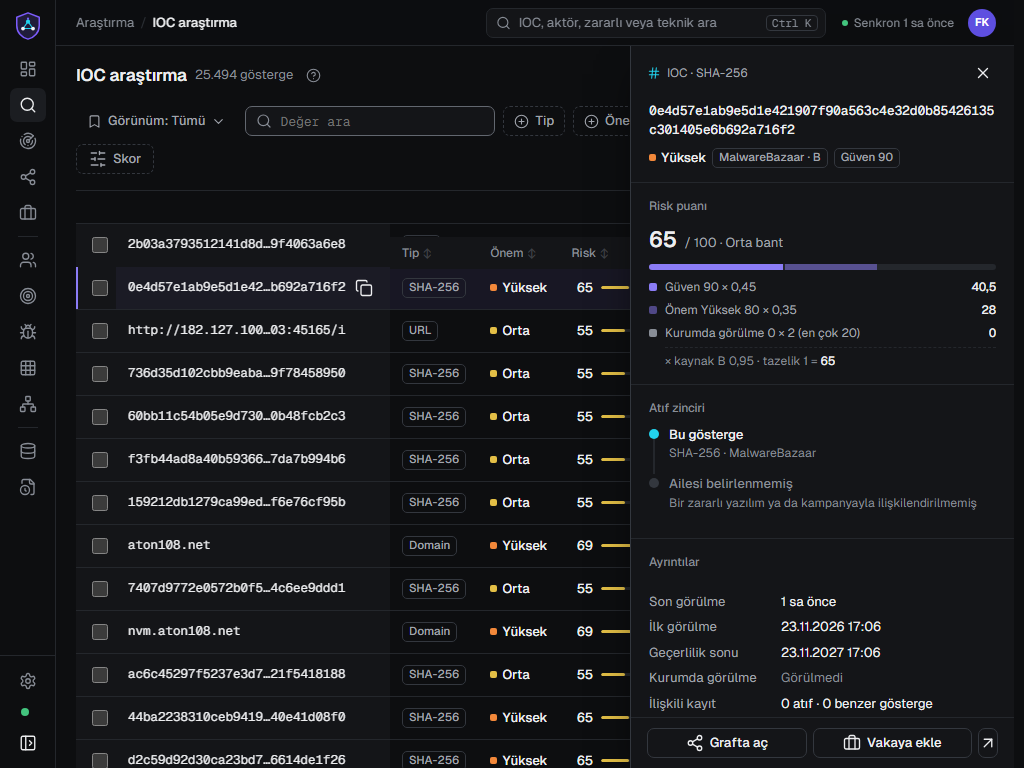 Araştırma / IOC araştırma
IOC, aktör, zararlı veya teknik ara
Ctrl K
Senkron 1 sa önce
FK
IOC araştırma 25.494 gösterge ?
Görünüm: Tümü
Değer ara
Tip
Öne
Skor
Tip
Önem
Risk
2b03a3793512141d8d…9f4063a6e8
0e4d57e1ab9e5d1e42…b692a716f2 SHA-256 Yüksek 65
http://182.127.100…03:45165/i URL Orta 55
736d35d102cbb9eaba…9f78458950 SHA-256 Orta 55
60bb11c54b05e9d730…0b48fcb2c3 SHA-256 Orta 55
f3fb44ad8a40b59366…7da7b994b6 SHA-256 Orta 55
159212db1279ca99ed…f6e76cf95b SHA-256 Orta 55
aton108.net Domain Yüksek 69
7407d9772e0572b0f5…4c6ee9ddd1 SHA-256 Orta 55
nvm.aton108.net Domain Yüksek 69
ac6c45297f5237e3d7…21f5418188 SHA-256 Orta 55
44ba2238310ceb9419…40e41d08f0 SHA-256 Yüksek 65
d2c59d92d30ca23bd7…6614de1f26 SHA-256 Yüksek 65
# IOC · SHA-256
0e4d57e1ab9e5d1e421907f90a563c4e32d0b85426135
c301405e6b692a716f2
Yüksek MalwareBazaar · B Güven 90
Risk puanı
65 / 100 · Orta bant
Güven 90 × 0,45 40,5
Önem Yüksek 80 × 0,35 28
Kurumda görülme 0 × 2 (en çok 20) 0
× kaynak B 0,95 · tazelik 1 = 65
Atıf zinciri
Bu gösterge
SHA-256 · MalwareBazaar
Ailesi belirlenmemiş
Bir zararlı yazılım ya da kampanyayla ilişkilendirilmemiş
Ayrıntılar
Son görülme 1 sa önce
İlk görülme 23.11.2026 17:06
Geçerlilik sonu 23.11.2027 17:06
Kurumda görülme Görülmedi
İlişkili kayıt 0 atıf · 0 benzer gösterge
Grafta aç
Vakaya ekle